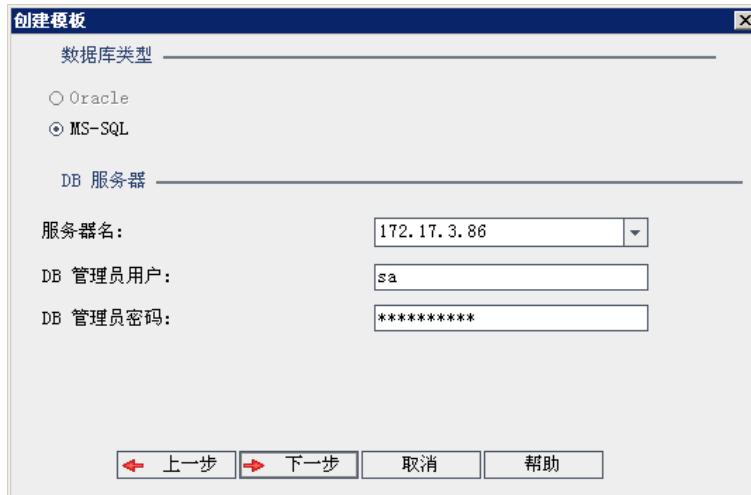 创建模板
数据库类型
Oracle
MS-SQL
DB 服务器
服务器名: 172.17.3.86
DB 管理员用户: sa
DB 管理员密码: **********
上一步 下一步 取消 帮助